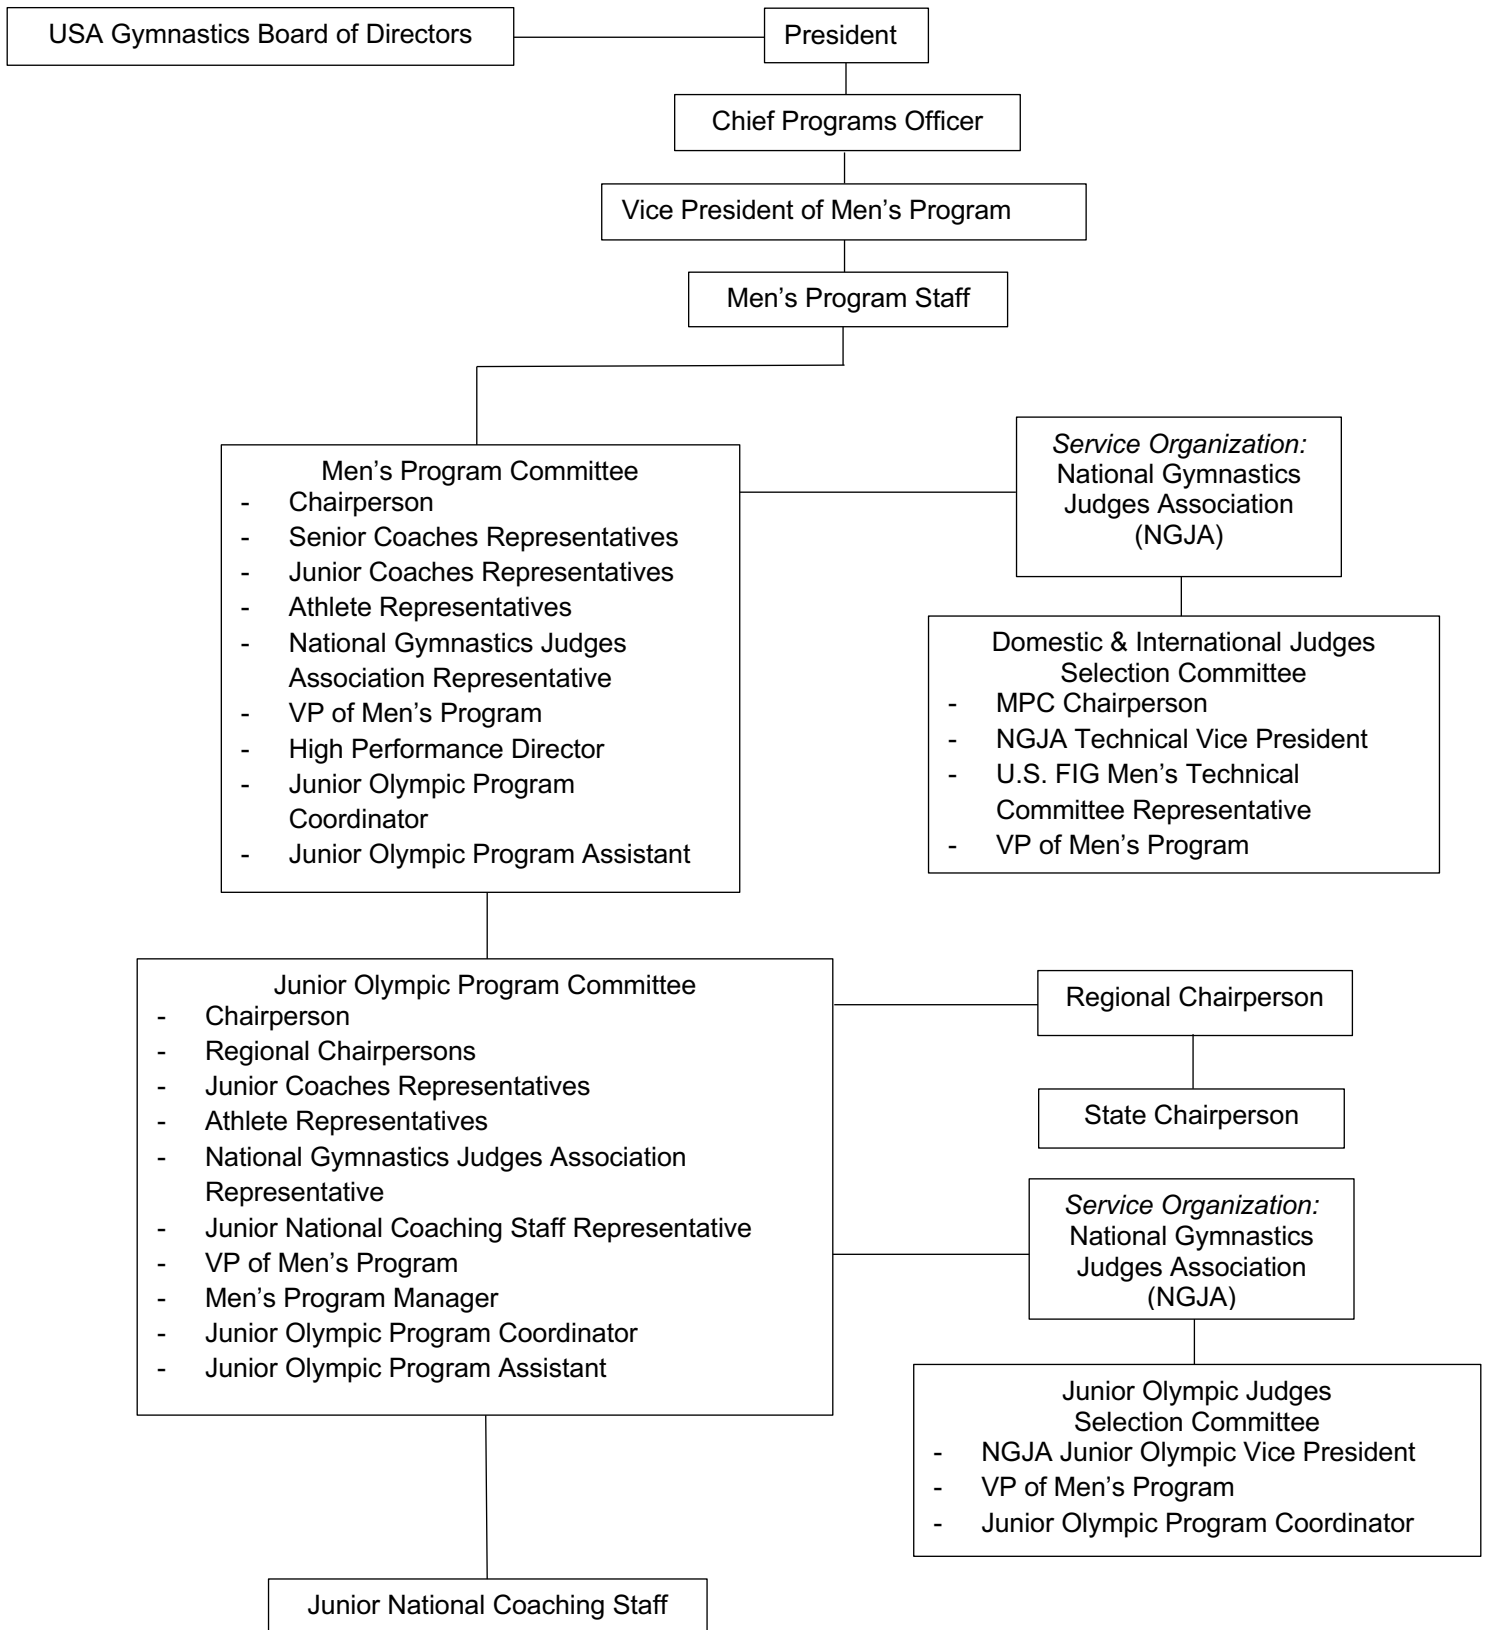 USA Gymnastics Board of Directors
President
Chief Programs Officer
Vice President of Men’s Program
Men’s Program Staff
Men’s Program Committee
- Chairperson
- Senior Coaches Representatives
- Junior Coaches Representatives
- Athlete Representatives
- National Gymnastics Judges
Association Representative
- VP of Men’s Program
- High Performance Director
- Junior Olympic Program
Coordinator
- Junior Olympic Program Assistant
Service Organization:
National Gymnastics
Judges Association
(NGJA)
Domestic & International Judges
Selection Committee
- MPC Chairperson
- NGJA Technical Vice President
- U.S. FIG Men’s Technical
Committee Representative
- VP of Men’s Program
Junior Olympic Program Committee
- Chairperson
- Regional Chairpersons
- Junior Coaches Representatives
- Athlete Representatives
- National Gymnastics Judges Association
Representative
- Junior National Coaching Staff Representative
- VP of Men’s Program
- Men’s Program Manager
- Junior Olympic Program Coordinator
- Junior Olympic Program Assistant
Regional Chairperson
State Chairperson
Service Organization:
National Gymnastics
Judges Association
(NGJA)
Junior Olympic Judges
Selection Committee
- NGJA Junior Olympic Vice President
- VP of Men’s Program
- Junior Olympic Program Coordinator
Junior National Coaching Staff